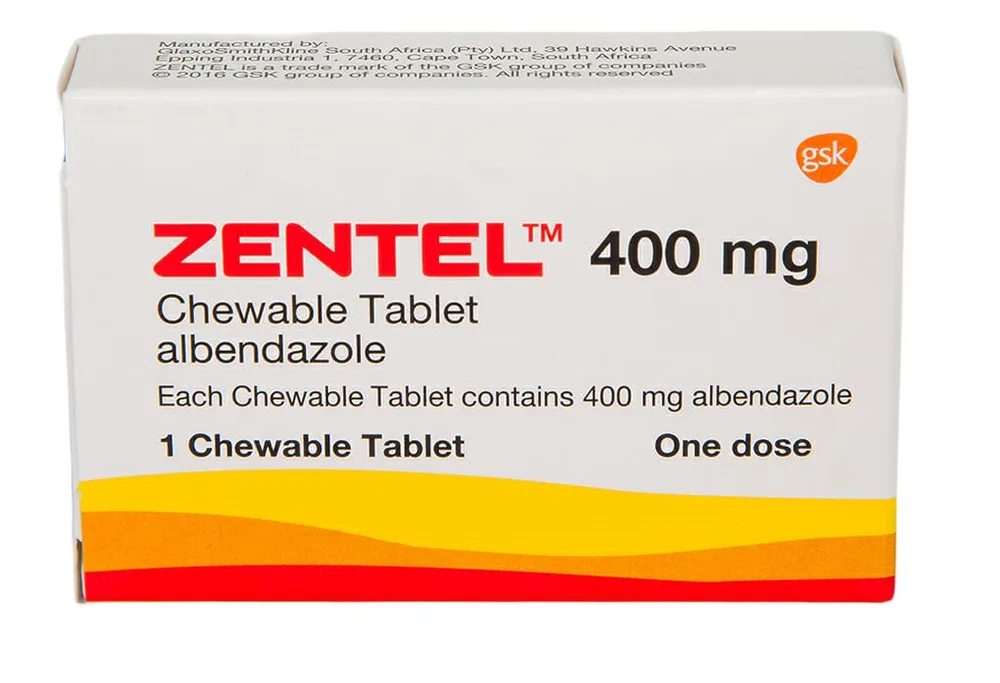 Manufactured by:
GlaxoSmithKline South Africa (Pty) Ltd, 39 Hawkins Avenue
Epping Industria 1, 7460, Cape Town, South Africa
ZENTEL is a trade mark of the GSK group of companies
© 2016 GSK group of companies. All rights reserved
gsk
ZENTEL™ 400 mg
Chewable Tablet
albendazole
Each Chewable Tablet contains 400 mg albendazole
1 Chewable Tablet One dose